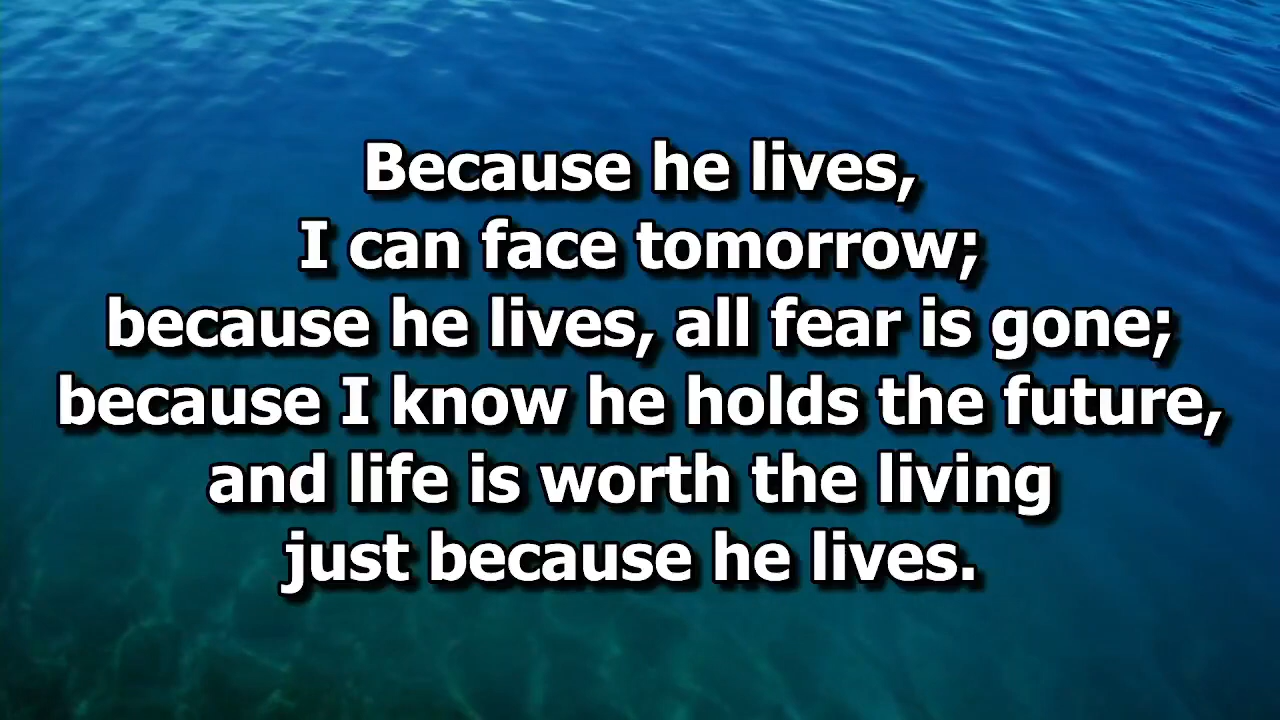 Because he lives,
I can face tomorrow;
because he lives, all fear is gone;
because I know he holds the future,
and life is worth the living
just because he lives.